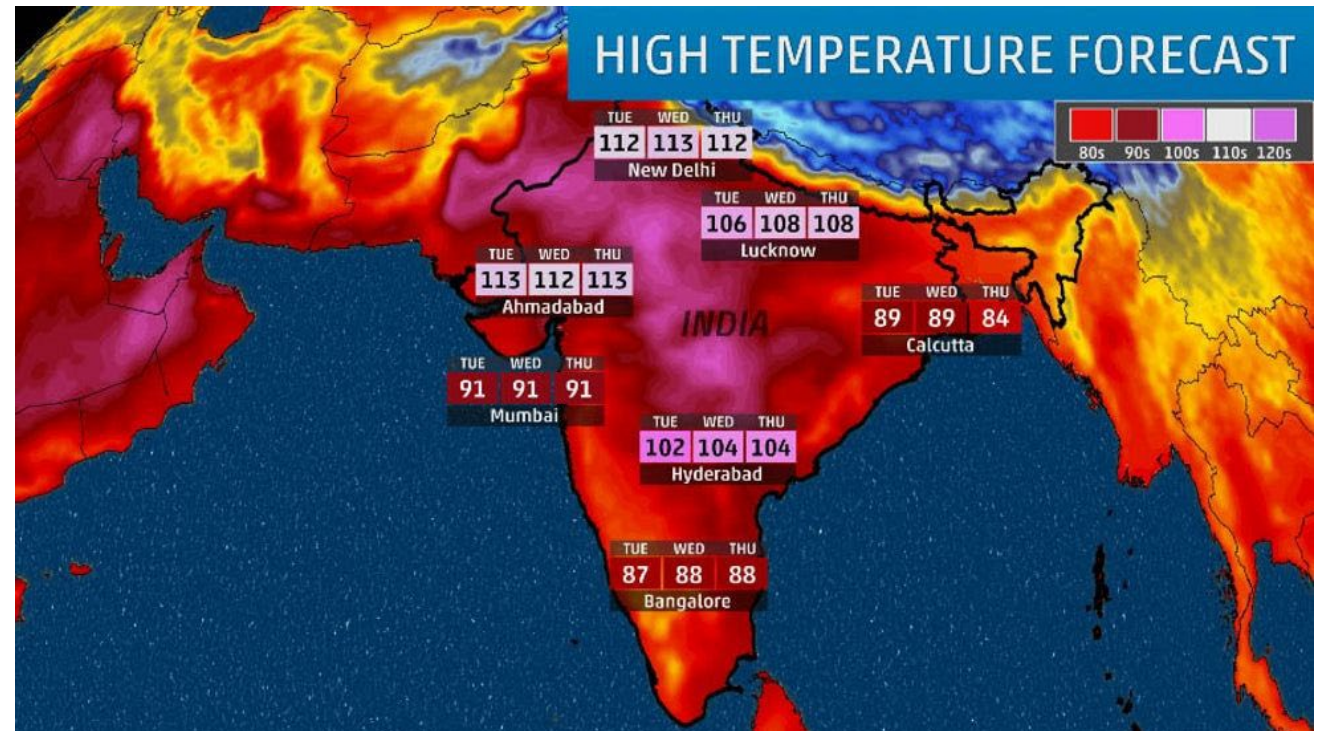 HIGH TEMPERATURE FORECAST
80s 90s 100s 110s 120s
TUE WED THU
112 113 112
New Delhi
TUE WED THU
106 108 108
Lucknow
TUE WED THU
113 112 113
Ahmadabad
INDIA
TUE WED THU
89 89 84
Calcutta
TUE WED THU
91 91 91
Mumbai
TUE WED THU
102 104 104
Hyderabad
TUE WED THU
87 88 88
Bangalore